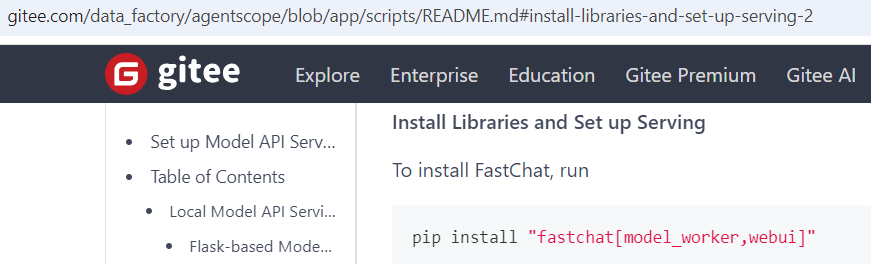 gitee.com/data_factory/agentscope/blob/app/scripts/README.md#install-libraries-and-set-up-serving-2
G gitee Explore Enterprise Education Gitee Premium Gitee AI
Set up Model API Serv...
Table of Contents
Local Model API Servi...
Flask-based Mode...
Install Libraries and Set up Serving
To install FastChat, run
pip install "fastchat[model_worker,webui]"